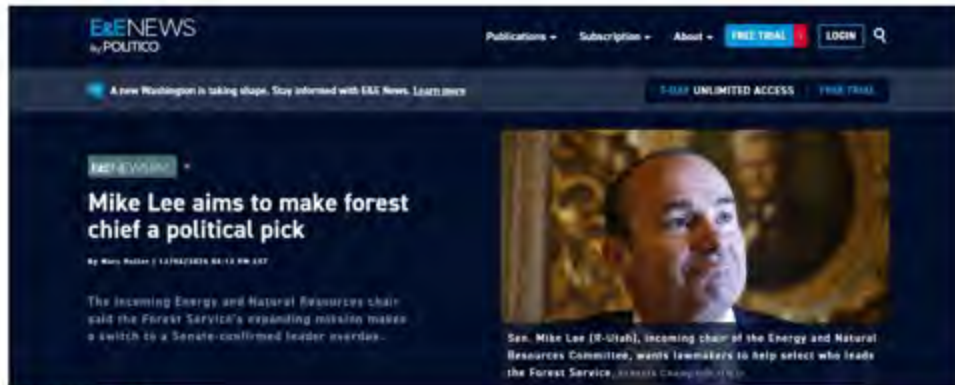 E&E NEWS
by POLITICO
Publications
Subscription
About
FREE TRIAL
LOGIN
A new Washington is taking shape. Stay informed with E&E News. Learn more
7-DAY UNLIMITED ACCESS
FREE TRIAL
Mike Lee aims to make forest
chief a political pick
The incoming Energy and Natural Resources chair
said the Forest Service's expanding mission makes
a switch to a Senate-confirmed leader overdue.
Sen. Mike Lee (R-Utah), incoming chair of the Energy and Natural
Resources Committee, wants lawmakers to help select who leads
the Forest Service.